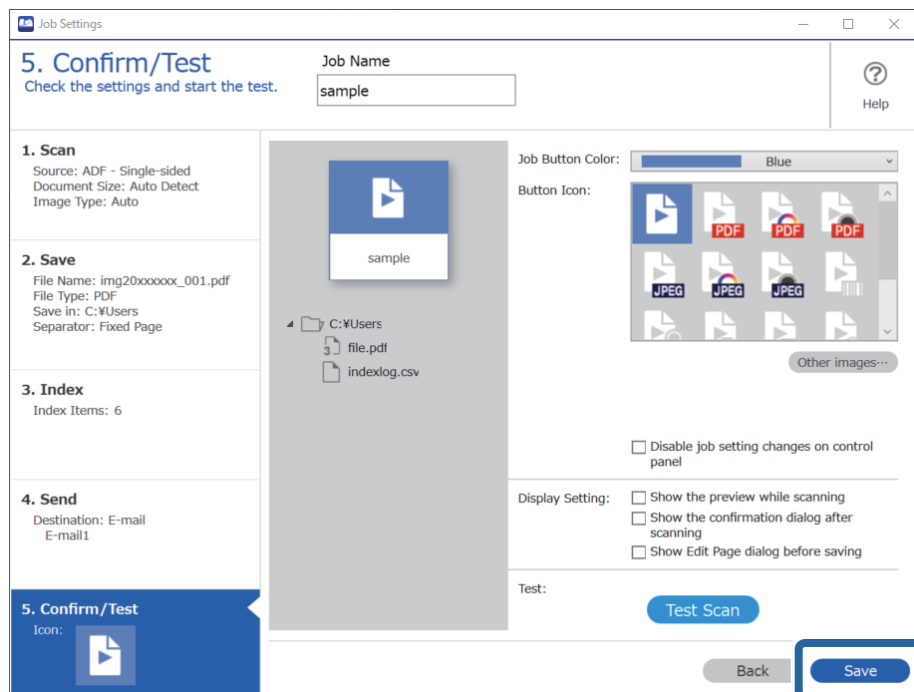 Job Settings
5. Confirm/Test
Check the settings and start the test.
Job Name
sample
Help
1. Scan
Source: ADF - Single-sided
Document Size: Auto Detect
Image Type: Auto
2. Save
File Name: img20xxxxxx_001.pdf
File Type: PDF
Save in: C:¥Users
Separator: Fixed Page
3. Index
Index Items: 6
4. Send
Destination: E-mail
E-mail1
5. Confirm/Test
Icon:
sample
C:¥Users
3 file.pdf
indexlog.csv
Job Button Color:
Blue
Button Icon:
PDF PDF PDF
JPEG JPEG JPEG
Other images···
Disable job setting changes on control
panel
Display Setting:
Show the preview while scanning
Show the confirmation dialog after
scanning
Show Edit Page dialog before saving
Test:
Test Scan
Back
Save